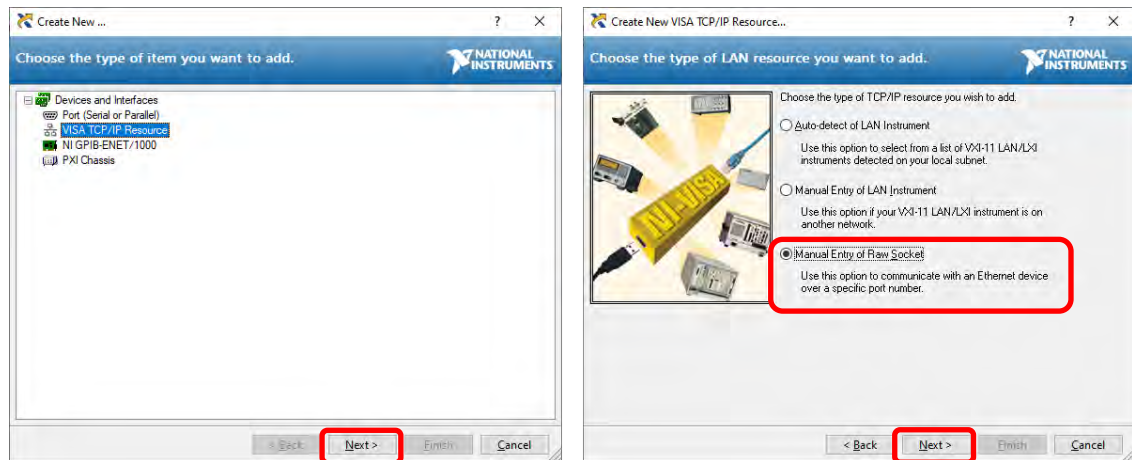 Create New ...
? ×
Choose the type of item you want to add.
NATIONAL
INSTRUMENTS
Devices and Interfaces
Port (Serial or Parallel)
VISA TCP/IP Resource
NI GPIB-ENET/1000
PXI Chassis
< Back
Next >
Finish
Cancel
Create New VISA TCP/IP Resource...
? ×
Choose the type of LAN resource you want to add.
NATIONAL
INSTRUMENTS
NI-VISA
Choose the type of TCP/IP resource you wish to add.
Auto-detect of LAN Instrument
Use this option to select from a list of VXI-11 LAN/LXI
instruments detected on your local subnet.
Manual Entry of LAN Instrument
Use this option if your VXI-11 LAN/LXI instrument is on
another network.
Manual Entry of Raw Socket
Use this option to communicate with an Ethernet device
over a specific port number.
< Back
Next >
Finish
Cancel